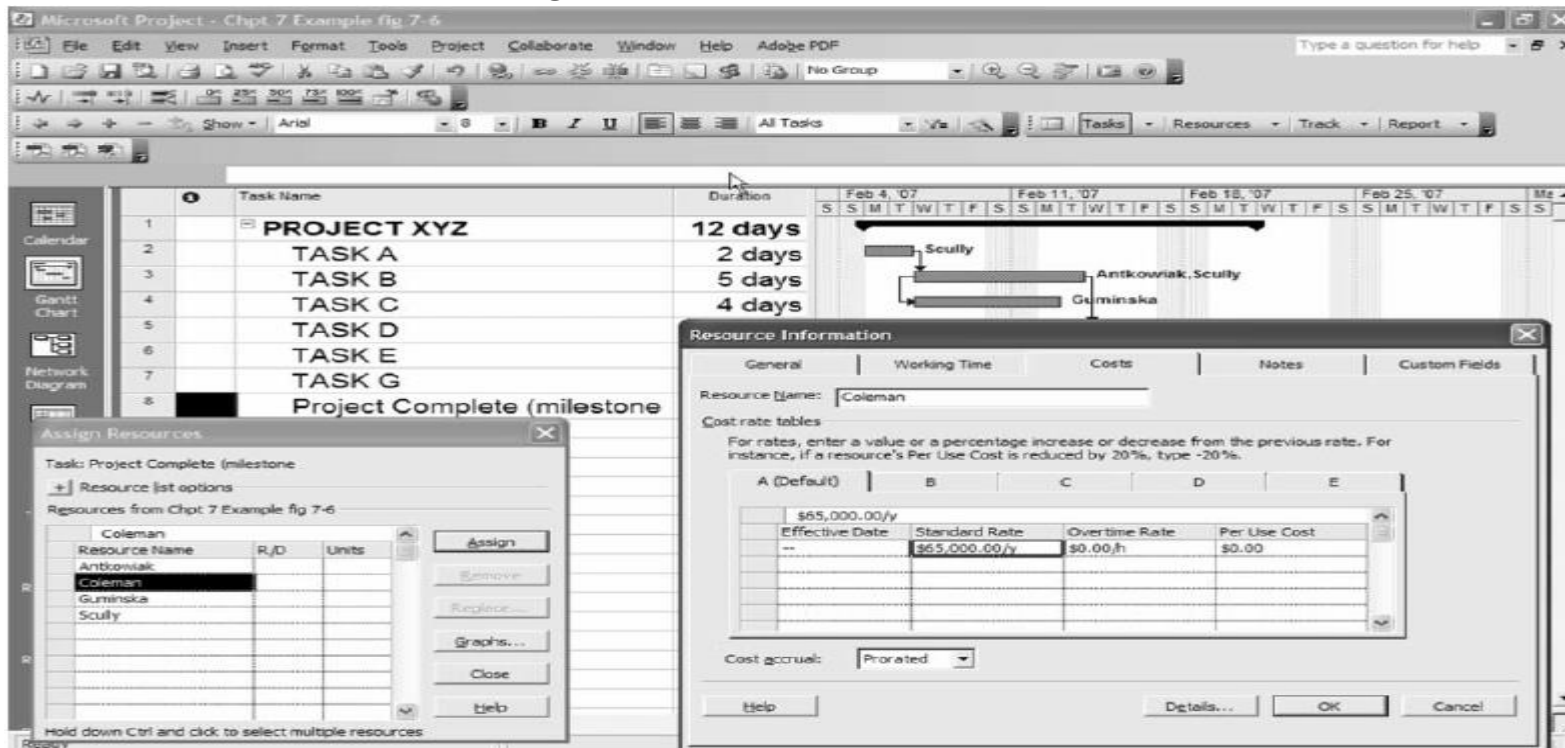 Microsoft Project - Chpt 7 Example fig 7-6
File Edit View Insert Format Tools Project Collaborate Window Help Adobe PDF Type a question for help
No Group
0% 25% 50% 75% 100%
Show Arial 8 B I U All Tasks Tasks Resources Track Report
Task Name Duration Feb 4, '07 Feb 11, '07 Feb 18, '07 Feb 25, '07 Ma
S S M T W T F S S M T W T F S S M T W T F S S M T W T F S S
Calendar
Gantt Chart
Network Diagram
1 PROJECT XYZ 12 days
2 TASK A 2 days Scully
3 TASK B 5 days Antkowiak,Scully
4 TASK C 4 days Guminska
5 TASK D
6 TASK E
7 TASK G
8 Project Complete (milestone
Assign Resources
Task: Project Complete (milestone
+ Resource list options
Resources from Chpt 7 Example fig 7-6
Coleman
Resource Name R/D Units
Antkowiak
Coleman
Guminska
Scully
Assign
Remove
Replace...
Graphs...
Close
Help
Hold down Ctrl and click to select multiple resources
Ready
Resource Information
General Working Time Costs Notes Custom Fields
Resource Name: Coleman
Cost rate tables
For rates, enter a value or a percentage increase or decrease from the previous rate. For
instance, if a resource's Per Use Cost is reduced by 20%, type -20%.
A (Default) B C D E
$65,000.00/y
Effective Date Standard Rate Overtime Rate Per Use Cost
-- $65,000.00/y $0.00/h $0.00
Cost accrual: Prorated
Help Details... OK Cancel